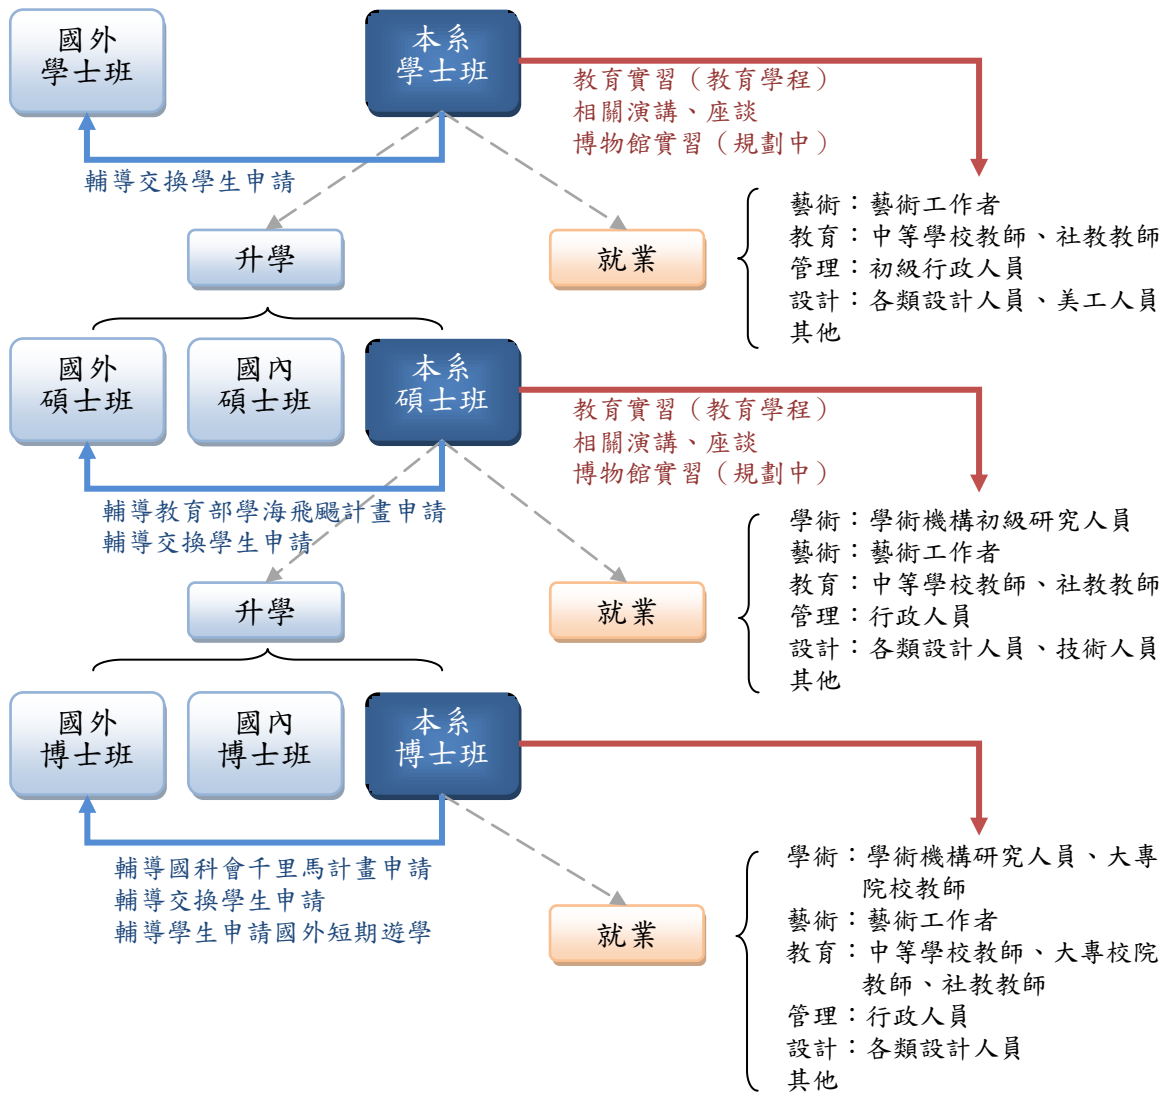 國外
學士班
本系
學士班
教育實習（教育學程）
相關演講、座談
博物館實習（規劃中）
輔導交換學生申請
升學
就業
藝術：藝術工作者
教育：中等學校教師、社教教師
管理：初級行政人員
設計：各類設計人員、美工人員
其他
國外
碩士班
國內
碩士班
本系
碩士班
教育實習（教育學程）
相關演講、座談
博物館實習（規劃中）
輔導教育部學海飛颺計畫申請
輔導交換學生申請
升學
就業
學術：學術機構初級研究人員
藝術：藝術工作者
教育：中等學校教師、社教教師
管理：行政人員
設計：各類設計人員、技術人員
其他
國外
博士班
國內
博士班
本系
博士班
輔導國科會千里馬計畫申請
輔導交換學生申請
輔導學生申請國外短期遊學
就業
學術：學術機構研究人員、大專
院校教師
藝術：藝術工作者
教育：中等學校教師、大專校院
教師、社教教師
管理：行政人員
設計：各類設計人員
其他